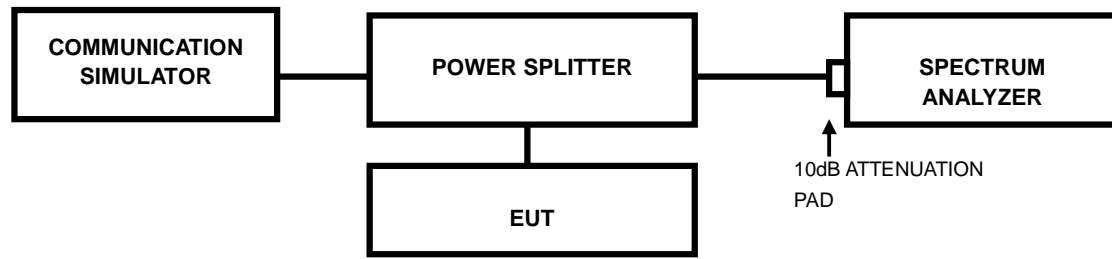 COMMUNICATION
SIMULATOR
POWER SPLITTER
SPECTRUM
ANALYZER
10dB ATTENUATION
PAD
EUT